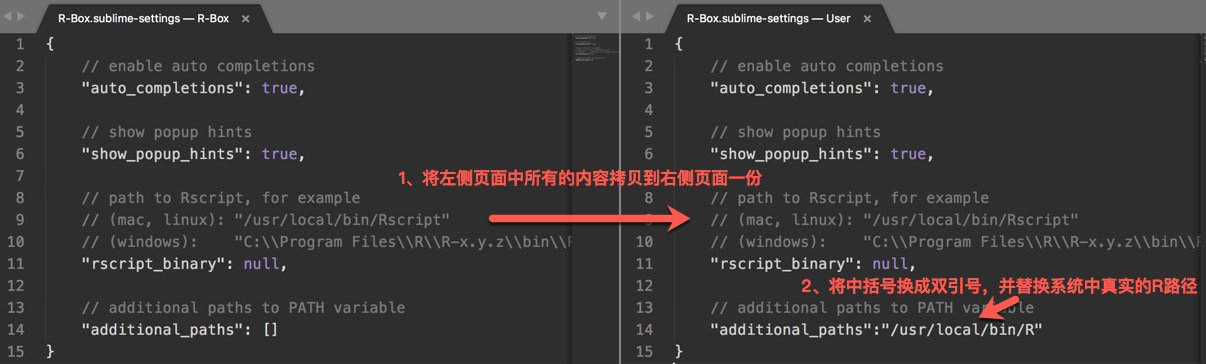 R-Box.sublime-settings — R-Box ×
1 {
2 // enable auto completions
3 "auto_completions": true,
4
5 // show popup hints
6 "show_popup_hints": true,
7
8 // path to Rscript, for example
9 // (mac, linux): "/usr/local/bin/Rscript"
10 // (windows): "C:\\Program Files\\R\\R-x.y.z\\bin\\
11 "rscript_binary": null,
12
13 // additional paths to PATH variable
14 "additional_paths": []
15 }
1、将左侧页面中所有的内容拷贝到右侧页面一份
R-Box.sublime-settings — User ×
1 {
2 // enable auto completions
3 "auto_completions": true,
4
5 // show popup hints
6 "show_popup_hints": true,
8 // path to Rscript, for example
9 // (mac, linux): "/usr/local/bin/Rscript"
10 // (windows): "C:\\Program Files\\R\\R-x.y.z\\bin\\
11 "rscript_binary": null,
12
2、将中括号换成双引号，并替换系统中真实的R路径
13 // additional paths to PATH variable
14 "additional_paths":"/usr/local/bin/R"
15 }